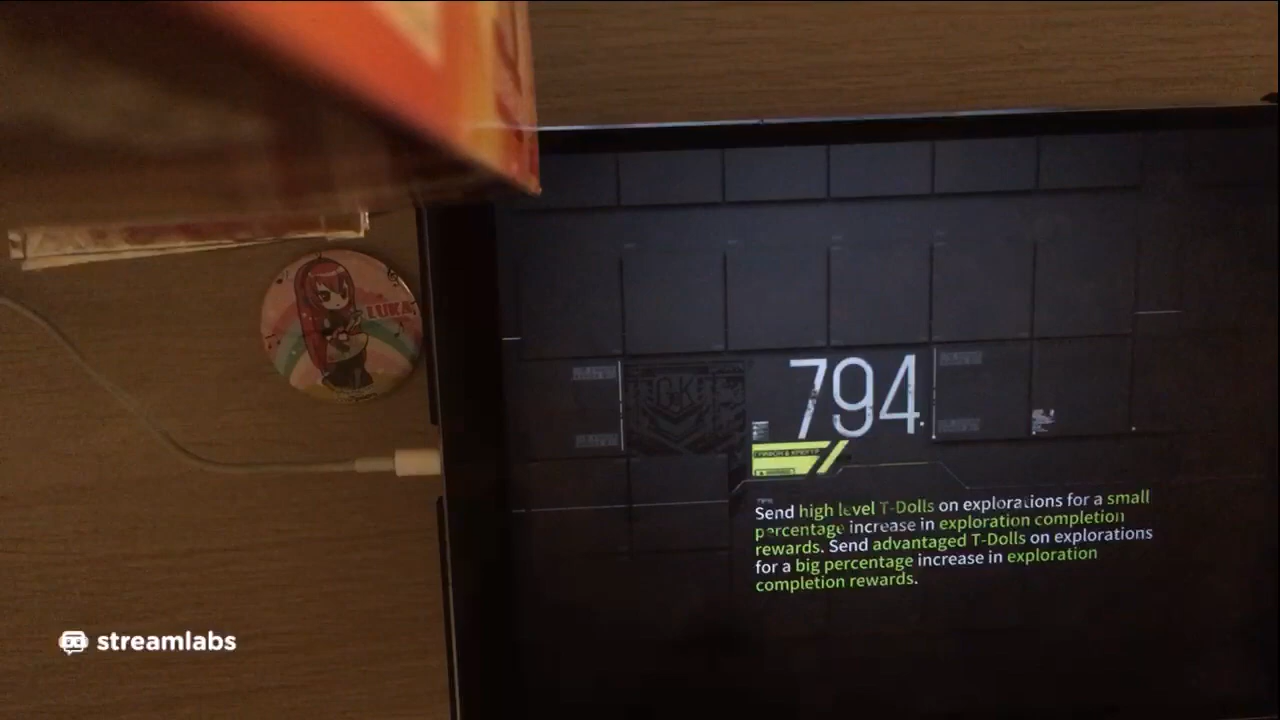 LUKA
G&K
794
TIPS
Send high level T-Dolls on explorations for a small
percentage increase in exploration completion
rewards. Send advantaged T-Dolls on explorations
for a big percentage increase in exploration
completion rewards.
streamlabs